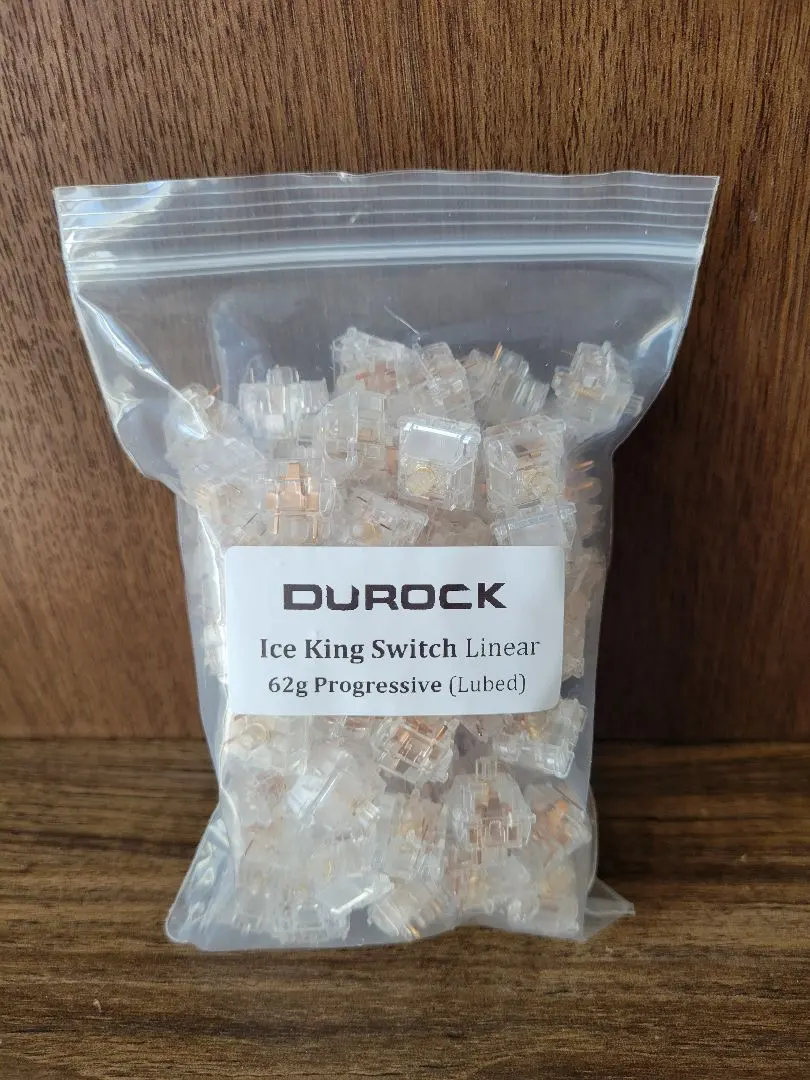 DUROCK
Ice King Switch Linear
62g Progressive (Lubed)